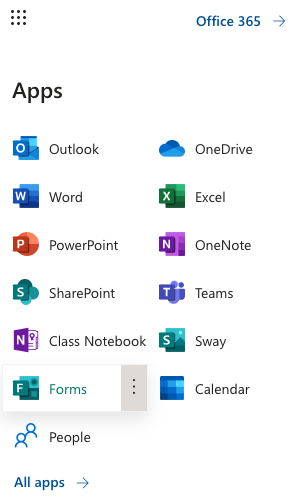 Office 365
Apps
Outlook
OneDrive
Word
Excel
PowerPoint
OneNote
SharePoint
Teams
Class Notebook
Sway
Forms
Calendar
People
All apps